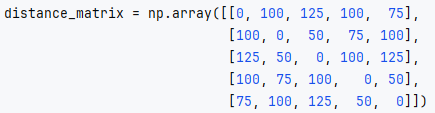 distance_matrix = np.array([[0, 100, 125, 100,  75],
                            [100, 0,  50,  75, 100],
                            [125, 50,  0, 100, 125],
                            [100, 75, 100,   0, 50],
                            [75, 100, 125,  50,  0]])